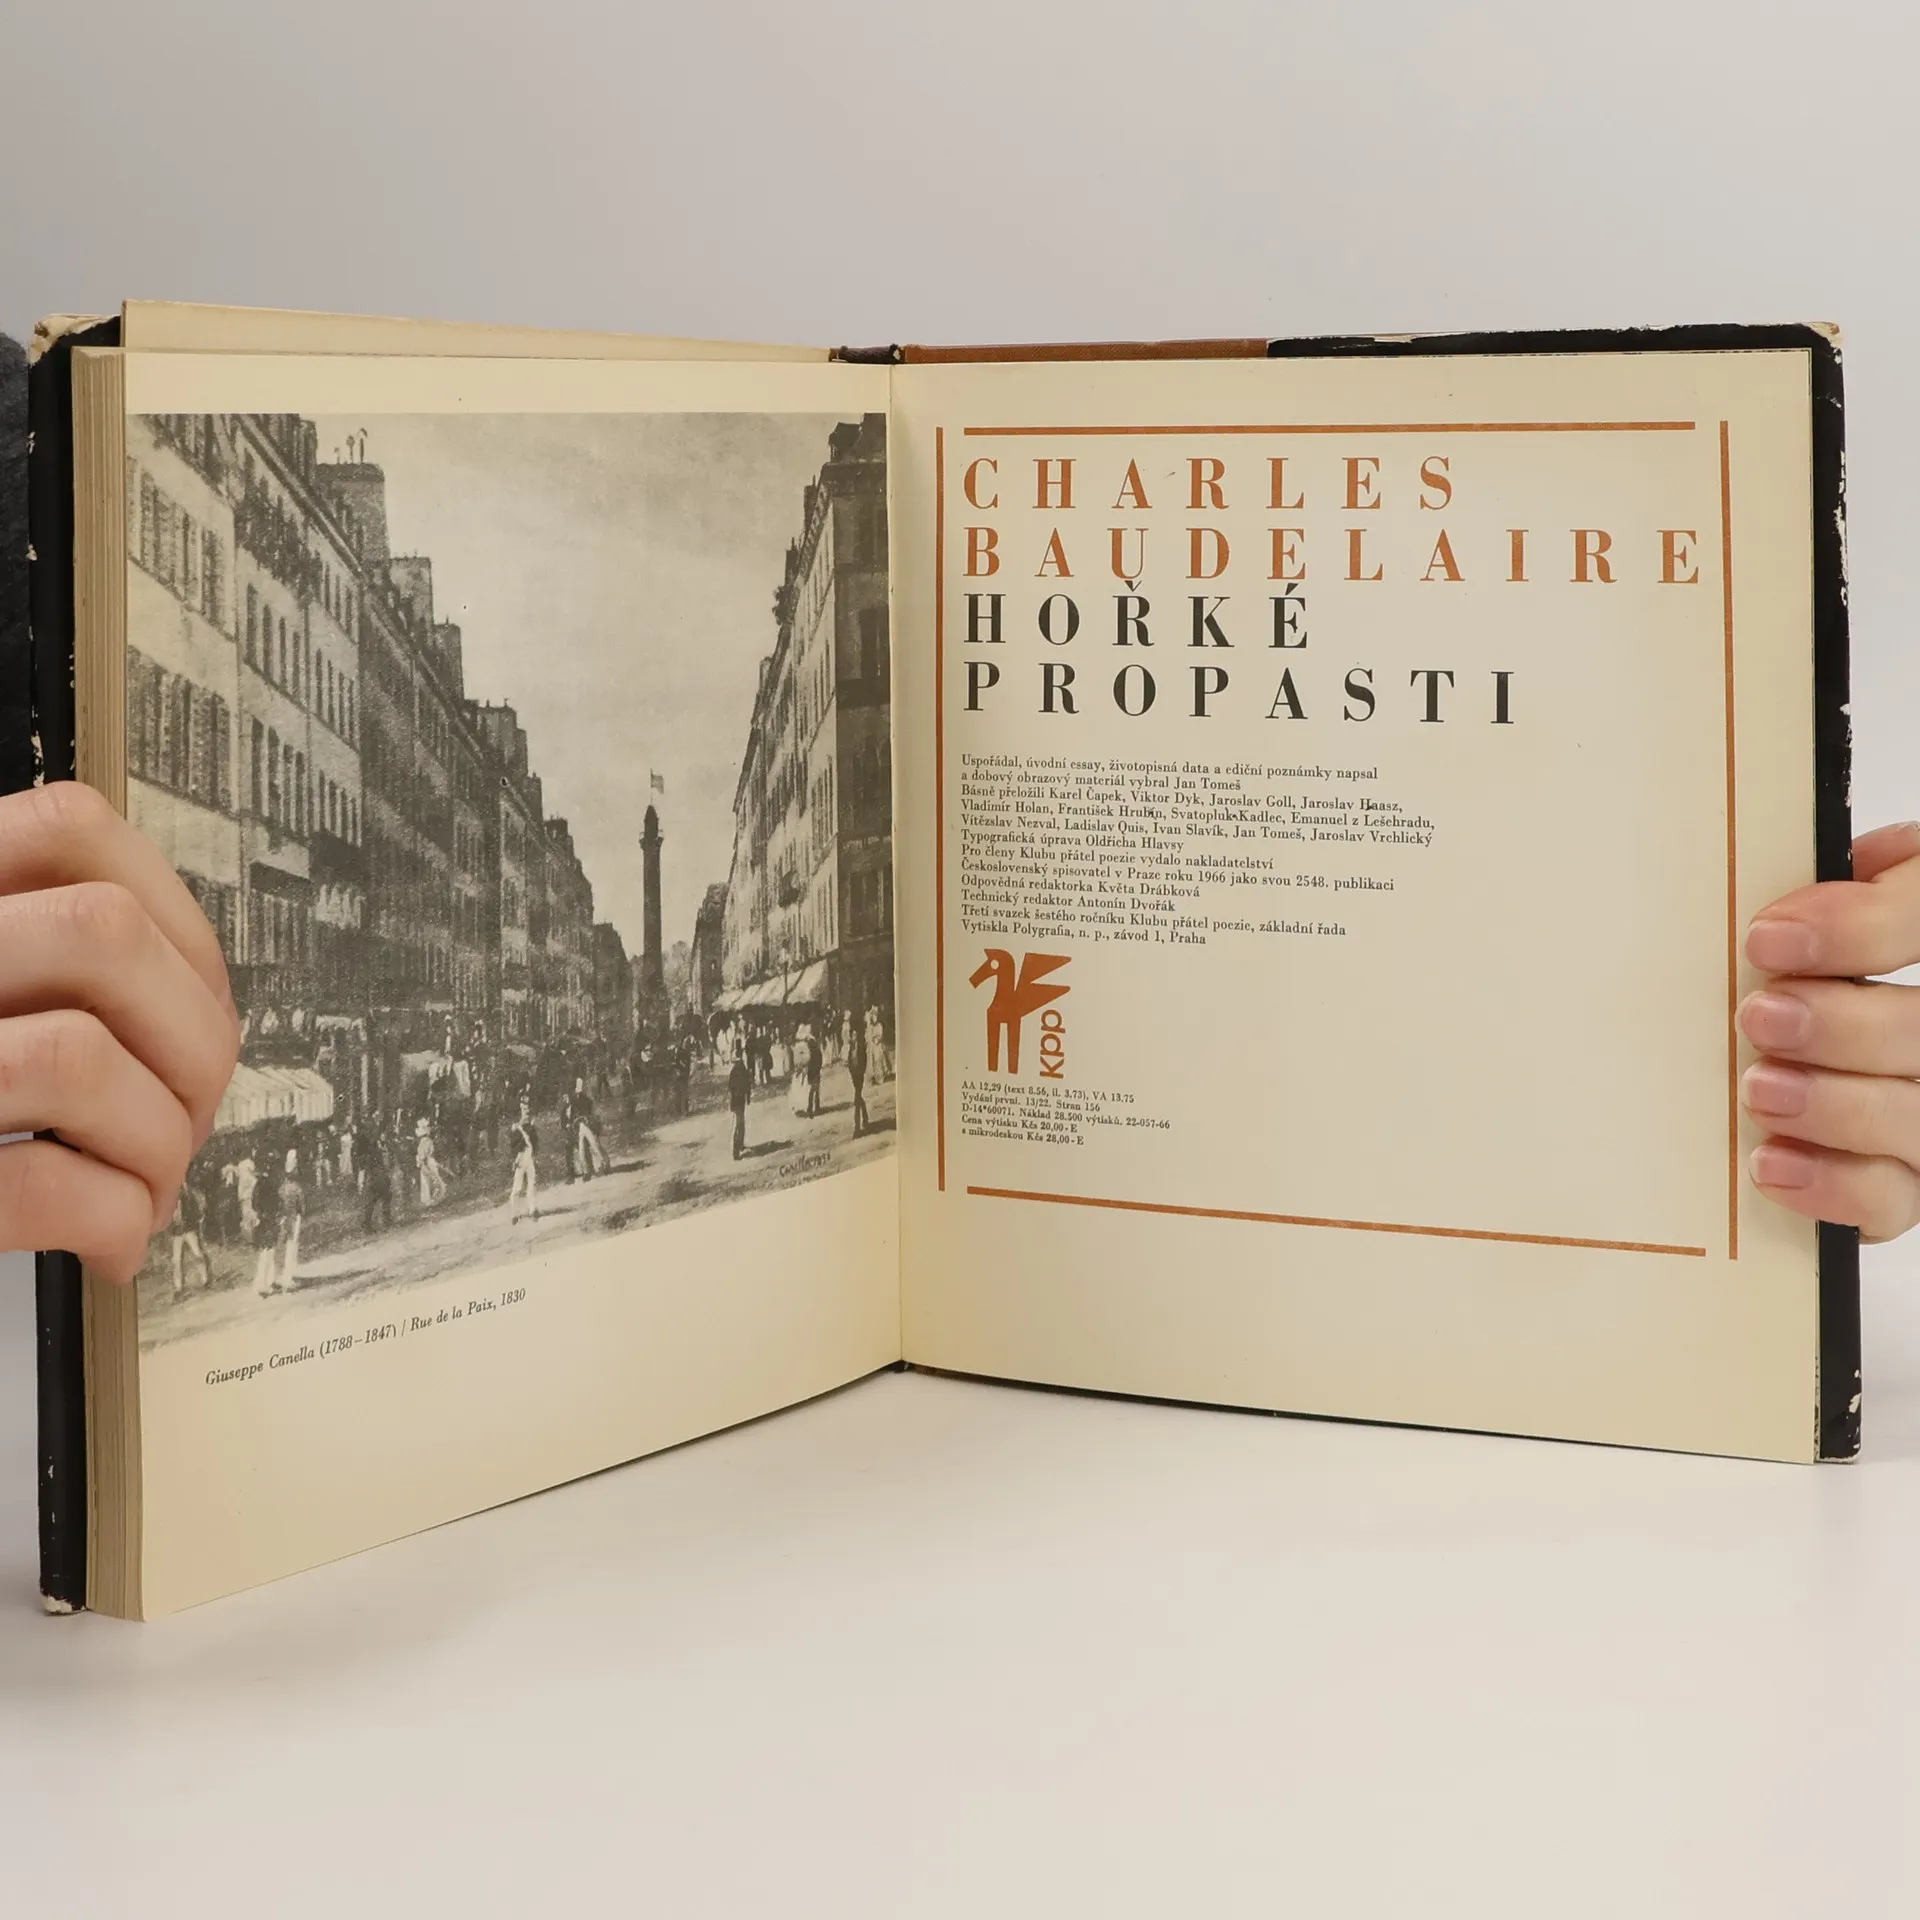 Giuseppe Canella (1788–1847) / Rue de la Paix, 1830
CHARLES
BAUDELAIRE
HOŘKÉ
PROPASTI
Uspořádal, úvodní essay, životopisná data a ediční poznámky napsal
a dobový obrazový materiál vybral Jan Tomeš
Básně přeložili Karel Čapek, Viktor Dyk, Jaroslav Goll, Jaroslav Haasz,
Vladimír Holan, František Hrubín, Svatopluk Kadlec, Emanuel z Lešehradu,
Vítězslav Nezval, Ladislav Quis, Ivan Slavík, Jan Tomeš, Jaroslav Vrchlický
Typografická úprava Oldřicha Hlavsy
Pro členy Klubu přátel poezie vydalo nakladatelství
Československý spisovatel v Praze roku 1966 jako svou 2548. publikaci
Odpovědná redaktorka Květa Drábková
Technický redaktor Antonín Dvořák
Třetí svazek šestého ročníku Klubu přátel poezie, základní řada
Vytiskla Polygrafia, n. p., závod 1, Praha
kpp
AA 12,29 (text 8.56, il. 3.73), VA 13.75
Vydání první. 13/22. Stran 156
D-14*60071. Náklad 28.500 výtisků. 22-057-66
Cena výtisku Kčs 20,00-E
s mikrodeskou Kčs 28,00-E